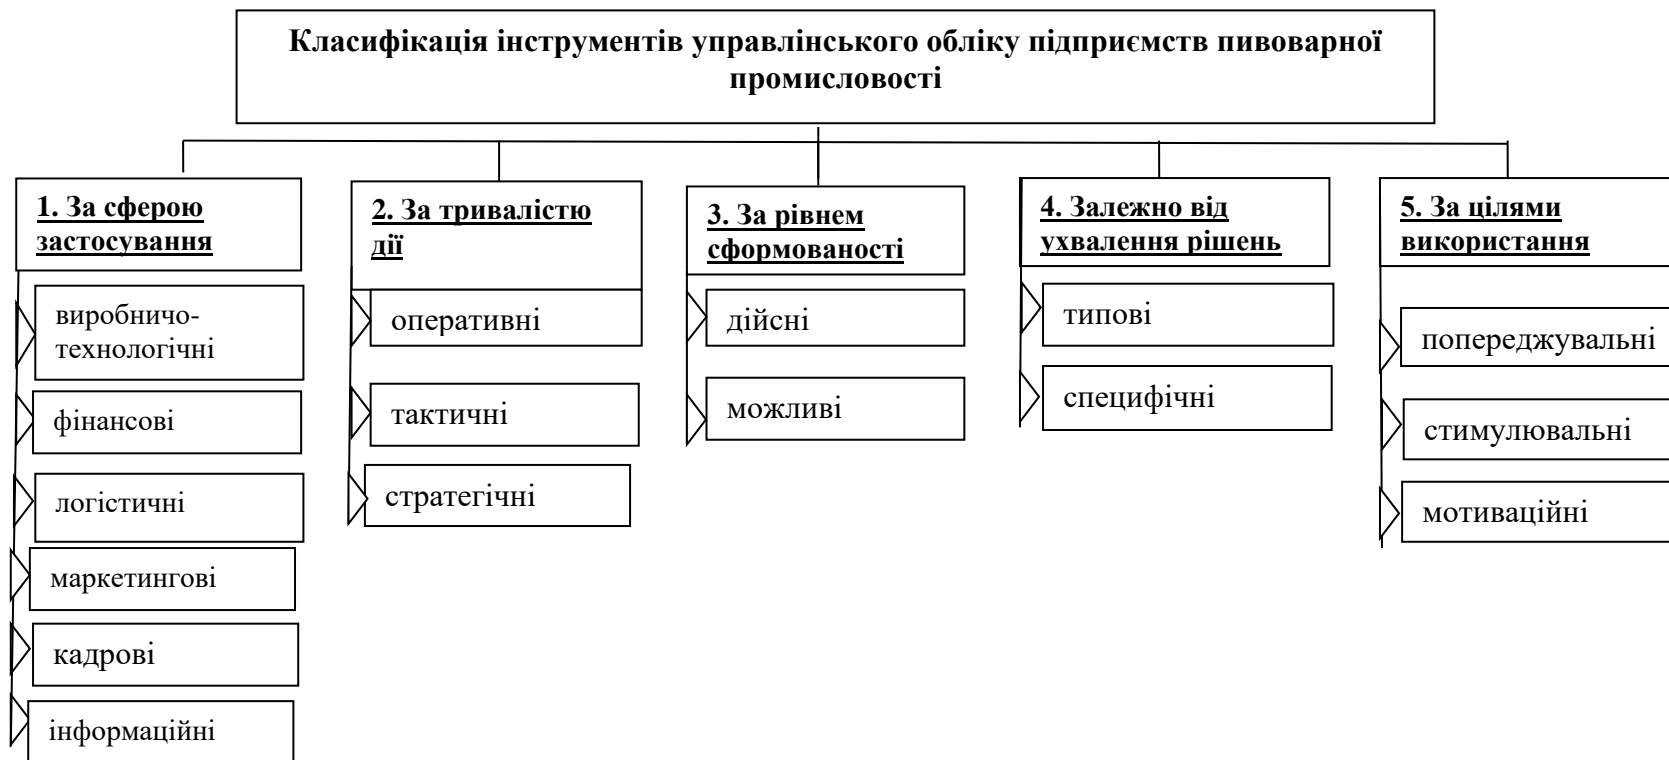 Класифікація інструментів управлінського обліку підприємств пивоварної
промисловості
1. За сферою
застосування
виробничо-
технологічні
фінансові
логістичні
маркетингові
кадрові
інформаційні
2. За тривалістю
дії
оперативні
тактичні
стратегічні
3. За рівнем
сформованості
дійсні
можливі
4. Залежно від
ухвалення рішень
типові
специфічні
5. За цілями
використання
попереджувальні
стимулювальні
мотиваційні